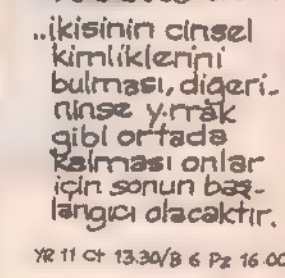 ..ikisinin cinsel
kimliklerini
bulması, diğeri-
ninse y.rrak
gibi ortada
kalması onlar
için sonun baş-
langıcı olacaktır.
YR 11 Ct 13.30/B 6 Pz 16.00